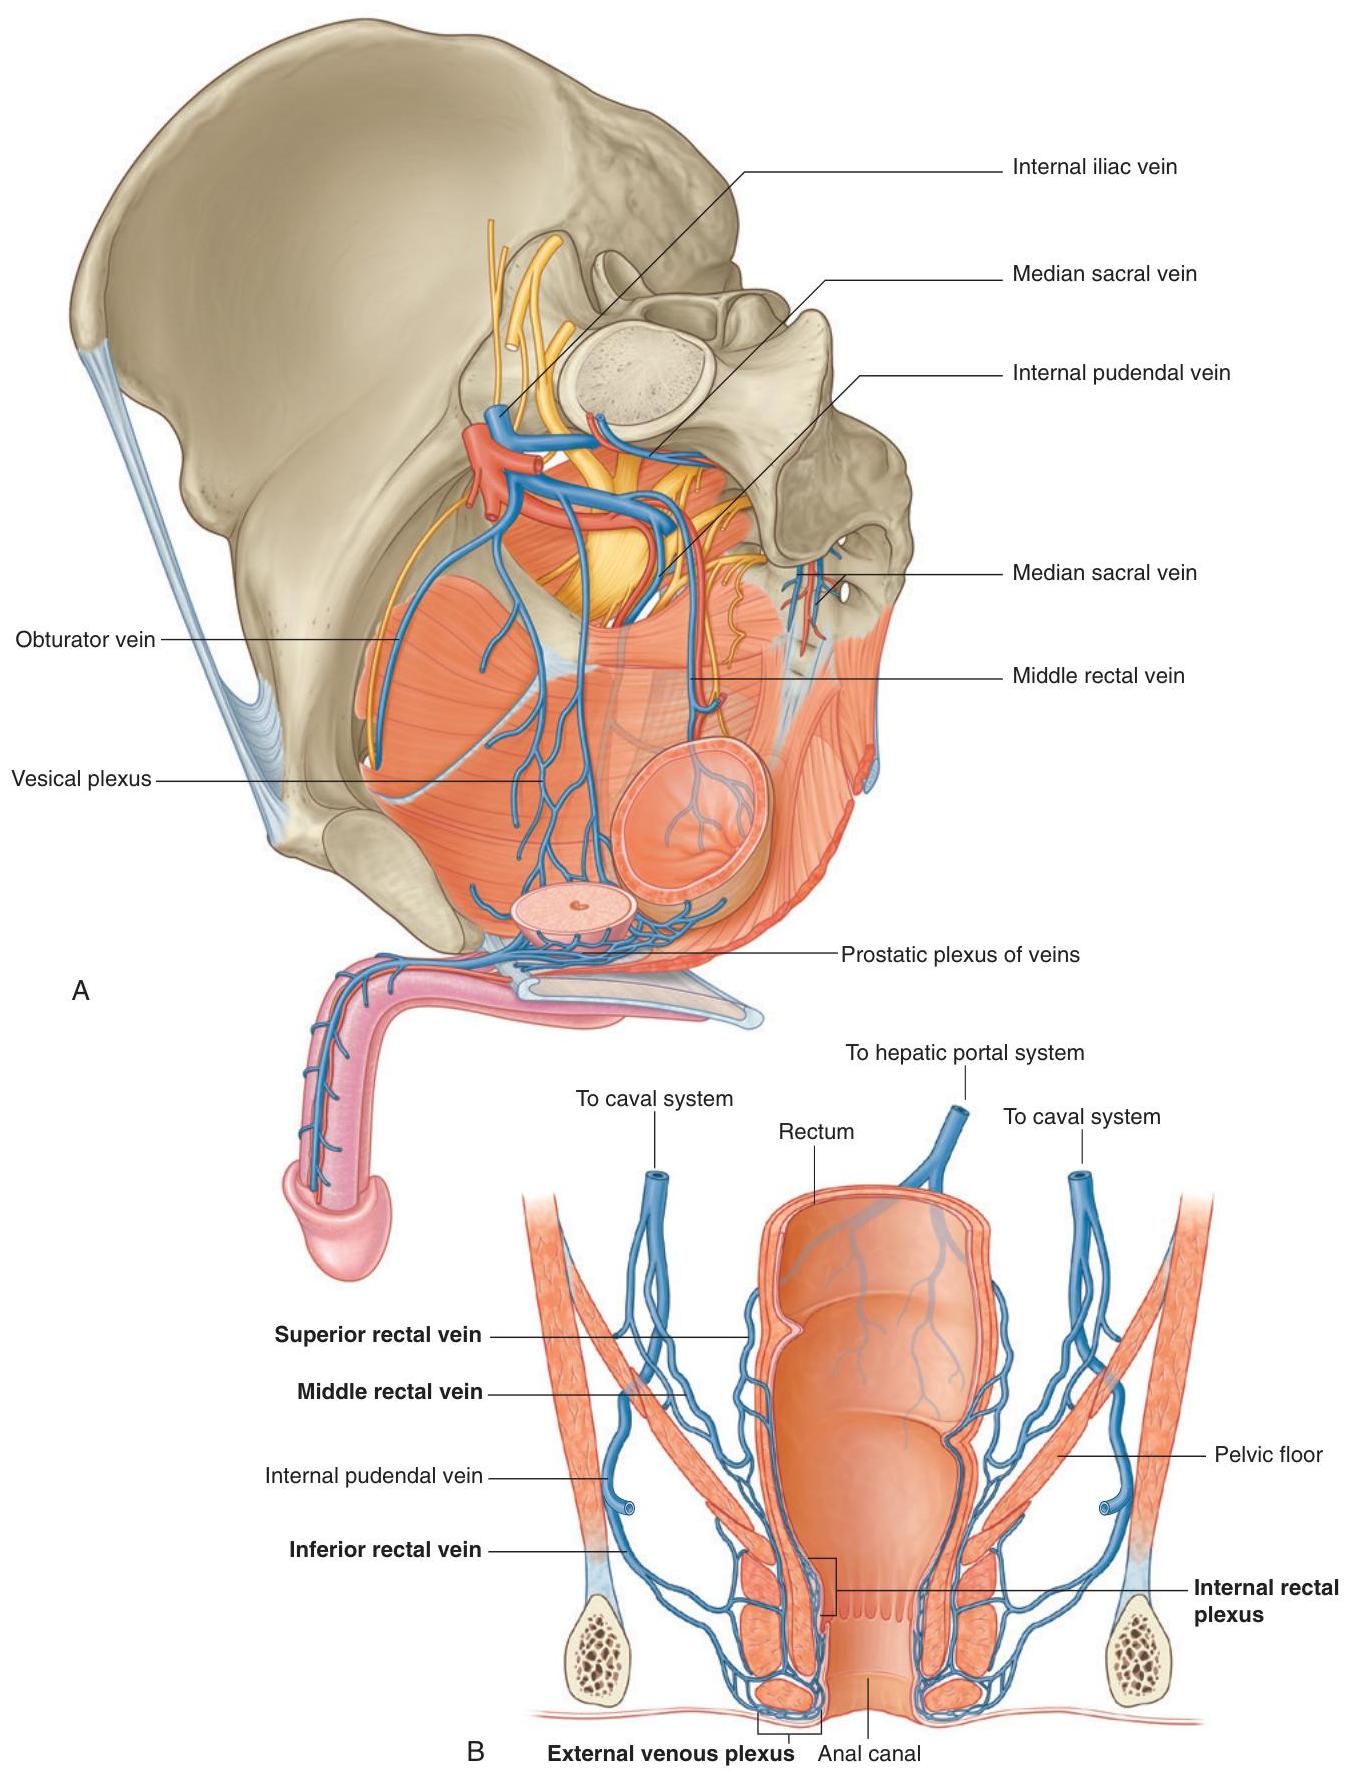 Internal iliac vein
Median sacral vein
Internal pudendal vein
Median sacral vein
Obturator vein
Middle rectal vein
Vesical plexus
Prostatic plexus of veins
A
To hepatic portal system
To caval system
To caval system
Rectum
Superior rectal vein
Middle rectal vein
Pelvic floor
Internal pudendal vein
Inferior rectal vein
Internal rectal
plexus
B
External venous plexus
Anal canal